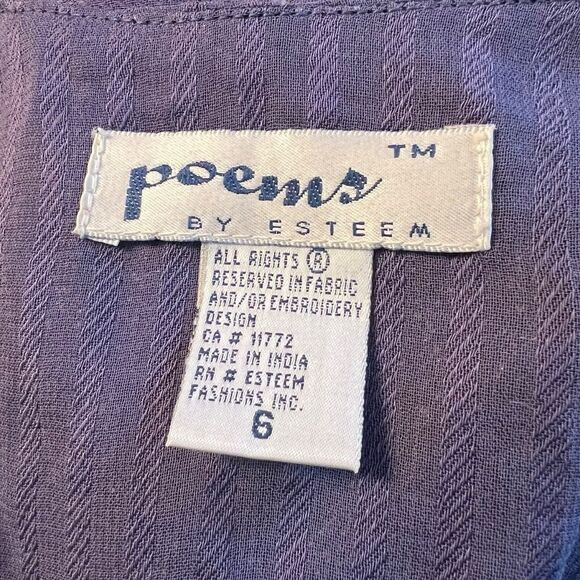 poems ™
BY ESTEEM
ALL RIGHTS ®
RESERVED IN FABRIC
AND/OR EMBROIDERY
DESIGN
CA # 11772
MADE IN INDIA
RN # ESTEEM
FASHIONS INC.
6